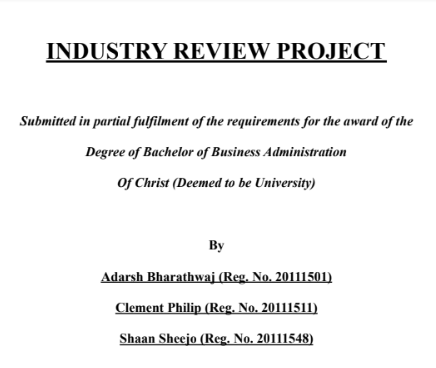 INDUSTRY REVIEW PROJECT
Submitted in partial fulfilment of the requirements for the award of the
Degree of Bachelor of Business Administration
Of Christ (Deemed to be University)
By
Adarsh Bharathwaj (Reg. No. 20111501)
Clement Philip (Reg. No. 20111511)
Shaan Sheejo (Reg. No. 20111548)